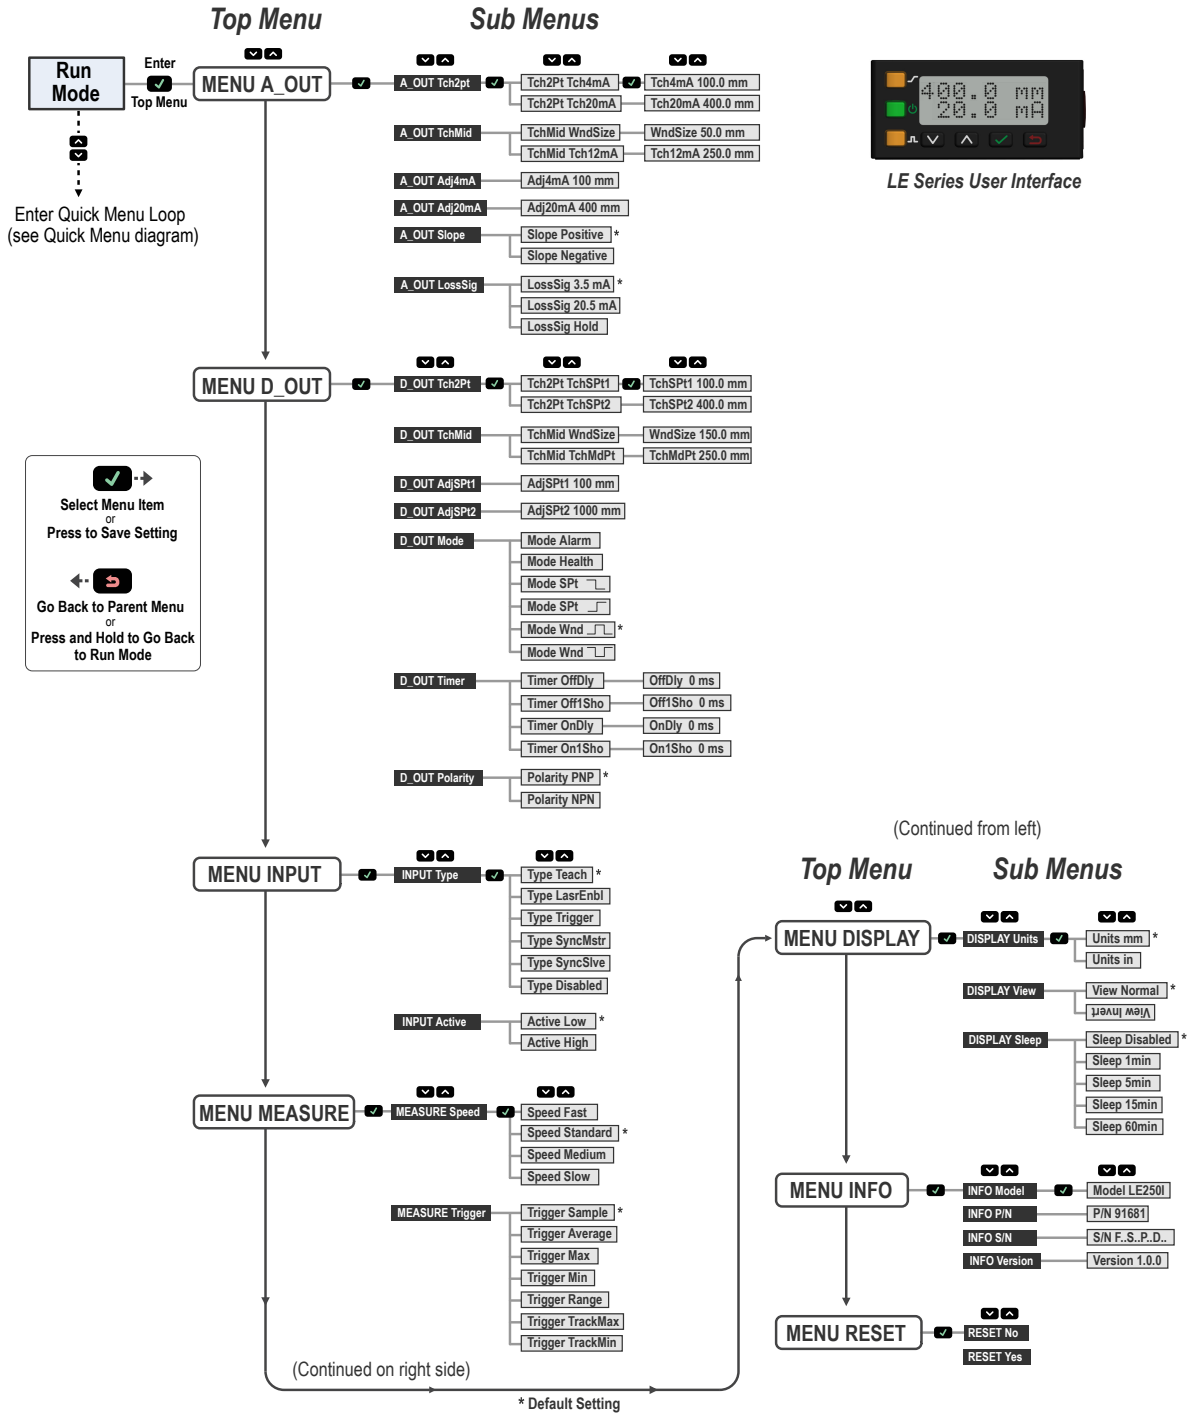 Top Menu
Sub Menus
Run
Mode
Enter
Top Menu
MENU A_OUT
A_OUT Tch2pt
Tch2Pt Tch4mA
Tch4mA 100.0 mm
Tch2Pt Tch20mA
Tch20mA 400.0 mm
A_OUT TchMid
TchMid WndSize
WndSize 50.0 mm
TchMid Tch12mA
Tch12mA 250.0 mm
A_OUT Adj4mA
Adj4mA 100 mm
A_OUT Adj20mA
Adj20mA 400 mm
A_OUT Slope
Slope Positive *
Slope Negative
A_OUT LossSig
LossSig 3.5 mA *
LossSig 20.5 mA
LossSig Hold
Enter Quick Menu Loop
(see Quick Menu diagram)
400.0 mm
20.0 mA
LE Series User Interface
MENU D_OUT
D_OUT Tch2Pt
Tch2Pt TchSPt1
TchSPt1 100.0 mm
Tch2Pt TchSPt2
TchSPt2 400.0 mm
D_OUT TchMid
TchMid WndSize
WndSize 150.0 mm
TchMid TchMdPt
TchMdPt 250.0 mm
D_OUT AdjSPt1
AdjSPt1 100 mm
D_OUT AdjSPt2
AdjSPt2 1000 mm
D_OUT Mode
Mode Alarm
Mode Health
Mode SPt
Mode SPt
Mode Wnd *
Mode Wnd
D_OUT Timer
Timer OffDly
OffDly 0 ms
Timer Off1Sho
Off1Sho 0 ms
Timer OnDly
OnDly 0 ms
Timer On1Sho
On1Sho 0 ms
D_OUT Polarity
Polarity PNP *
Polarity NPN
Select Menu Item
or
Press to Save Setting
Go Back to Parent Menu
or
Press and Hold to Go Back
to Run Mode
MENU INPUT
INPUT Type
Type Teach *
Type LasrEnbl
Type Trigger
Type SyncMstr
Type SyncSlve
Type Disabled
INPUT Active
Active Low *
Active High
MENU MEASURE
MEASURE Speed
Speed Fast
Speed Standard *
Speed Medium
Speed Slow
MEASURE Trigger
Trigger Sample *
Trigger Average
Trigger Max
Trigger Min
Trigger Range
Trigger TrackMax
Trigger TrackMin
(Continued on right side)
* Default Setting
(Continued from left)
Top Menu
Sub Menus
MENU DISPLAY
DISPLAY Units
Units mm *
Units in
DISPLAY View
View Normal *
View Invert
DISPLAY Sleep
Sleep Disabled *
Sleep 1min
Sleep 5min
Sleep 15min
Sleep 60min
MENU INFO
INFO Model
Model LE250I
INFO P/N
P/N 91681
INFO S/N
S/N F..S..P..D..
INFO Version
Version 1.0.0
MENU RESET
RESET No
RESET Yes